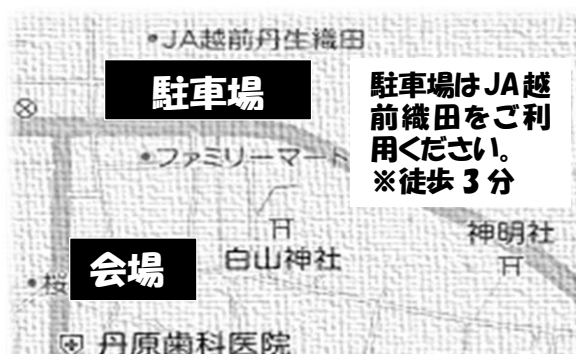 ・JA越前丹生織田
駐車場
駐車場はJA越
前織田をご利
用ください。
※徒歩3分
・ファミリーマート
白山神社
神明社
会場
・桜
丹原歯科医院